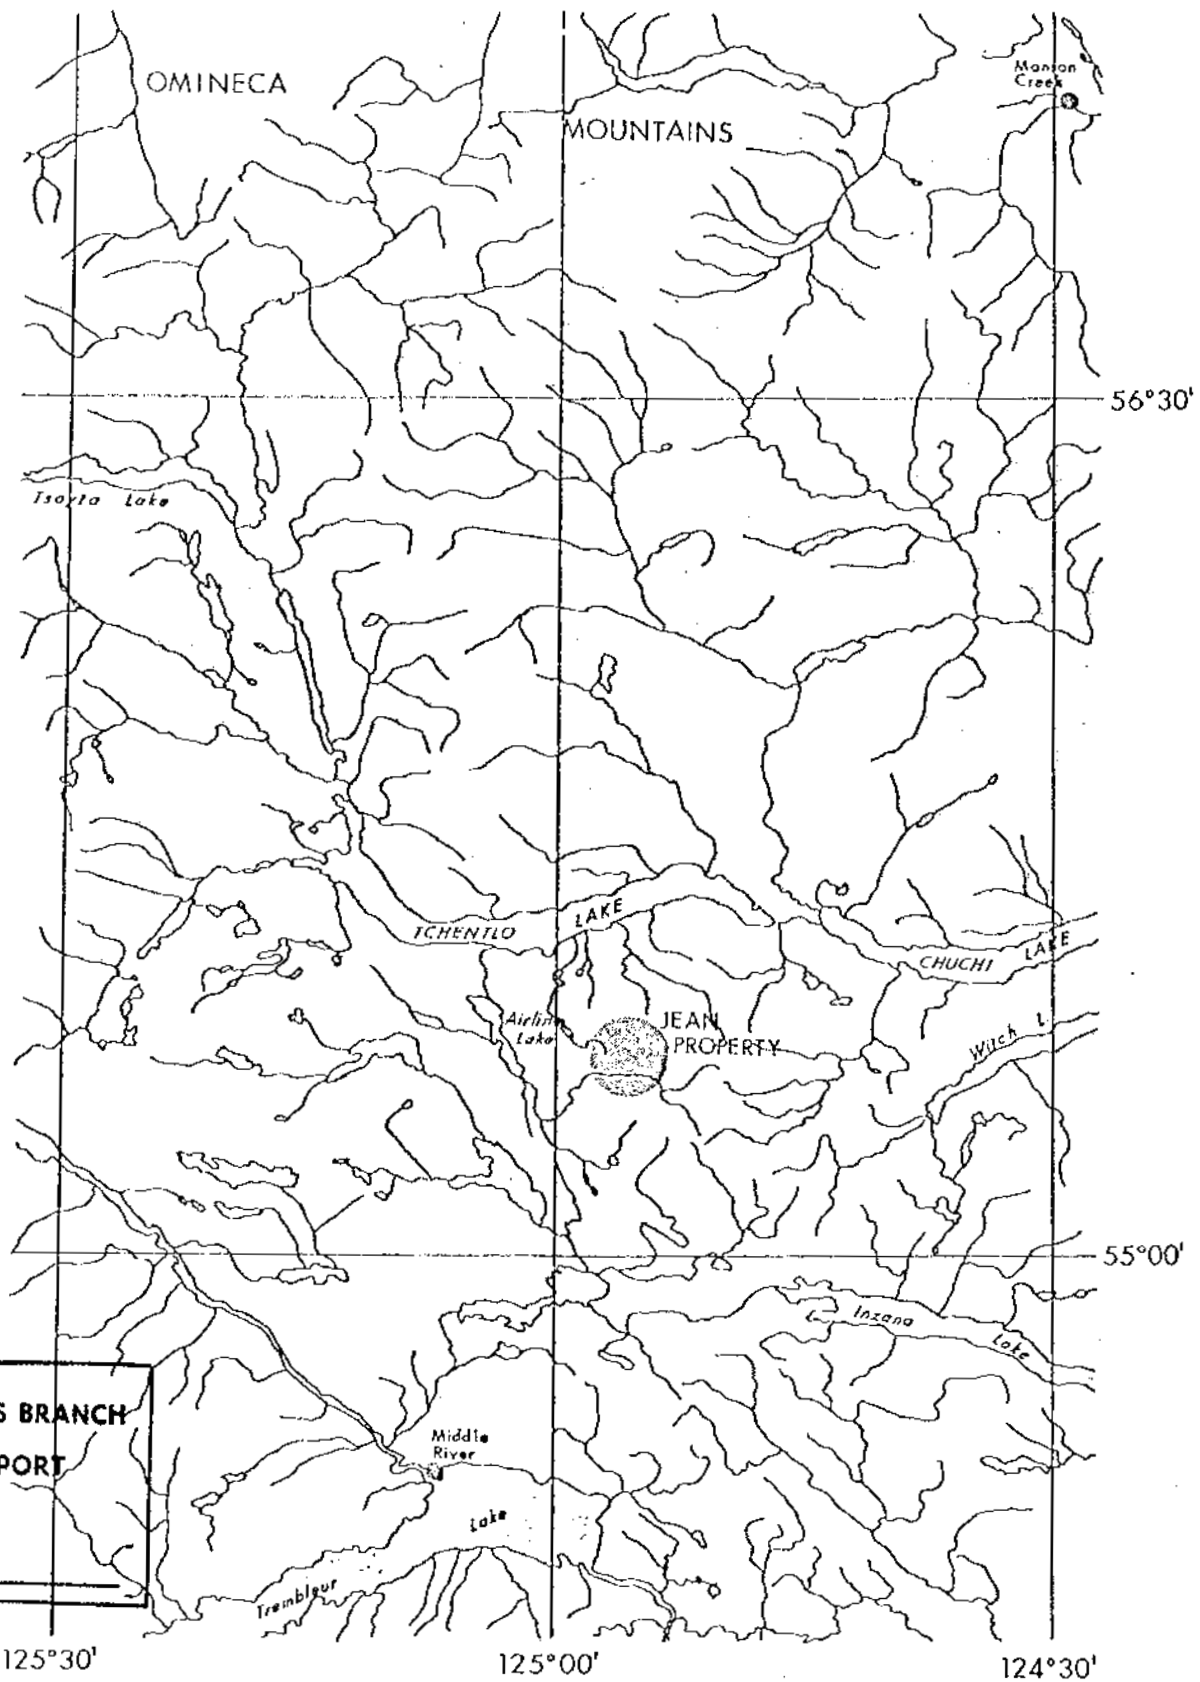 OMINECA
MOUNTAINS
Manson
Creek
56°30'
Tsayta Lake
TCHENTLO
LAKE
CHUCHI
LAKE
Airline
Lake
JEAN
PROPERTY
Witch L.
55°00'
Inzana
Lake
S BRANCH
PORT
Middle
River
Trembleur
Lake
125°30'
125°00'
124°30'